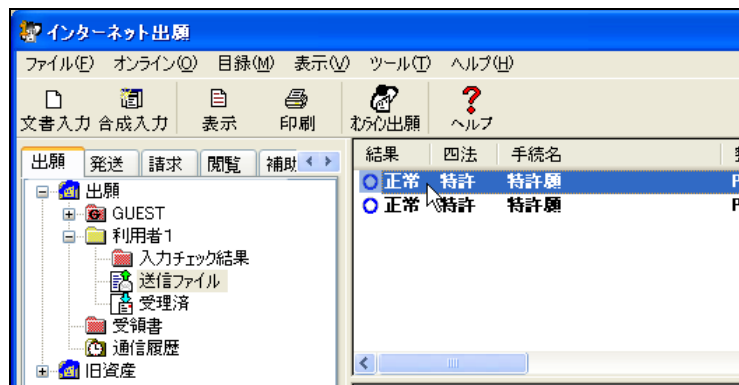 インターネット出願
ファイル(F) オンライン(O) 目録(M) 表示(V) ツール(T) ヘルプ(H)
文書入力 合成入力 表示 印刷 オンライン出願 ヘルプ
出願 発送 請求 閲覧 補助
結果 四法 手続名
出願
GUEST
利用者1
入力チェック結果
送信ファイル
受理済
受領書
通信履歴
旧資産
正常 特許 特許願
正常 特許 特許願